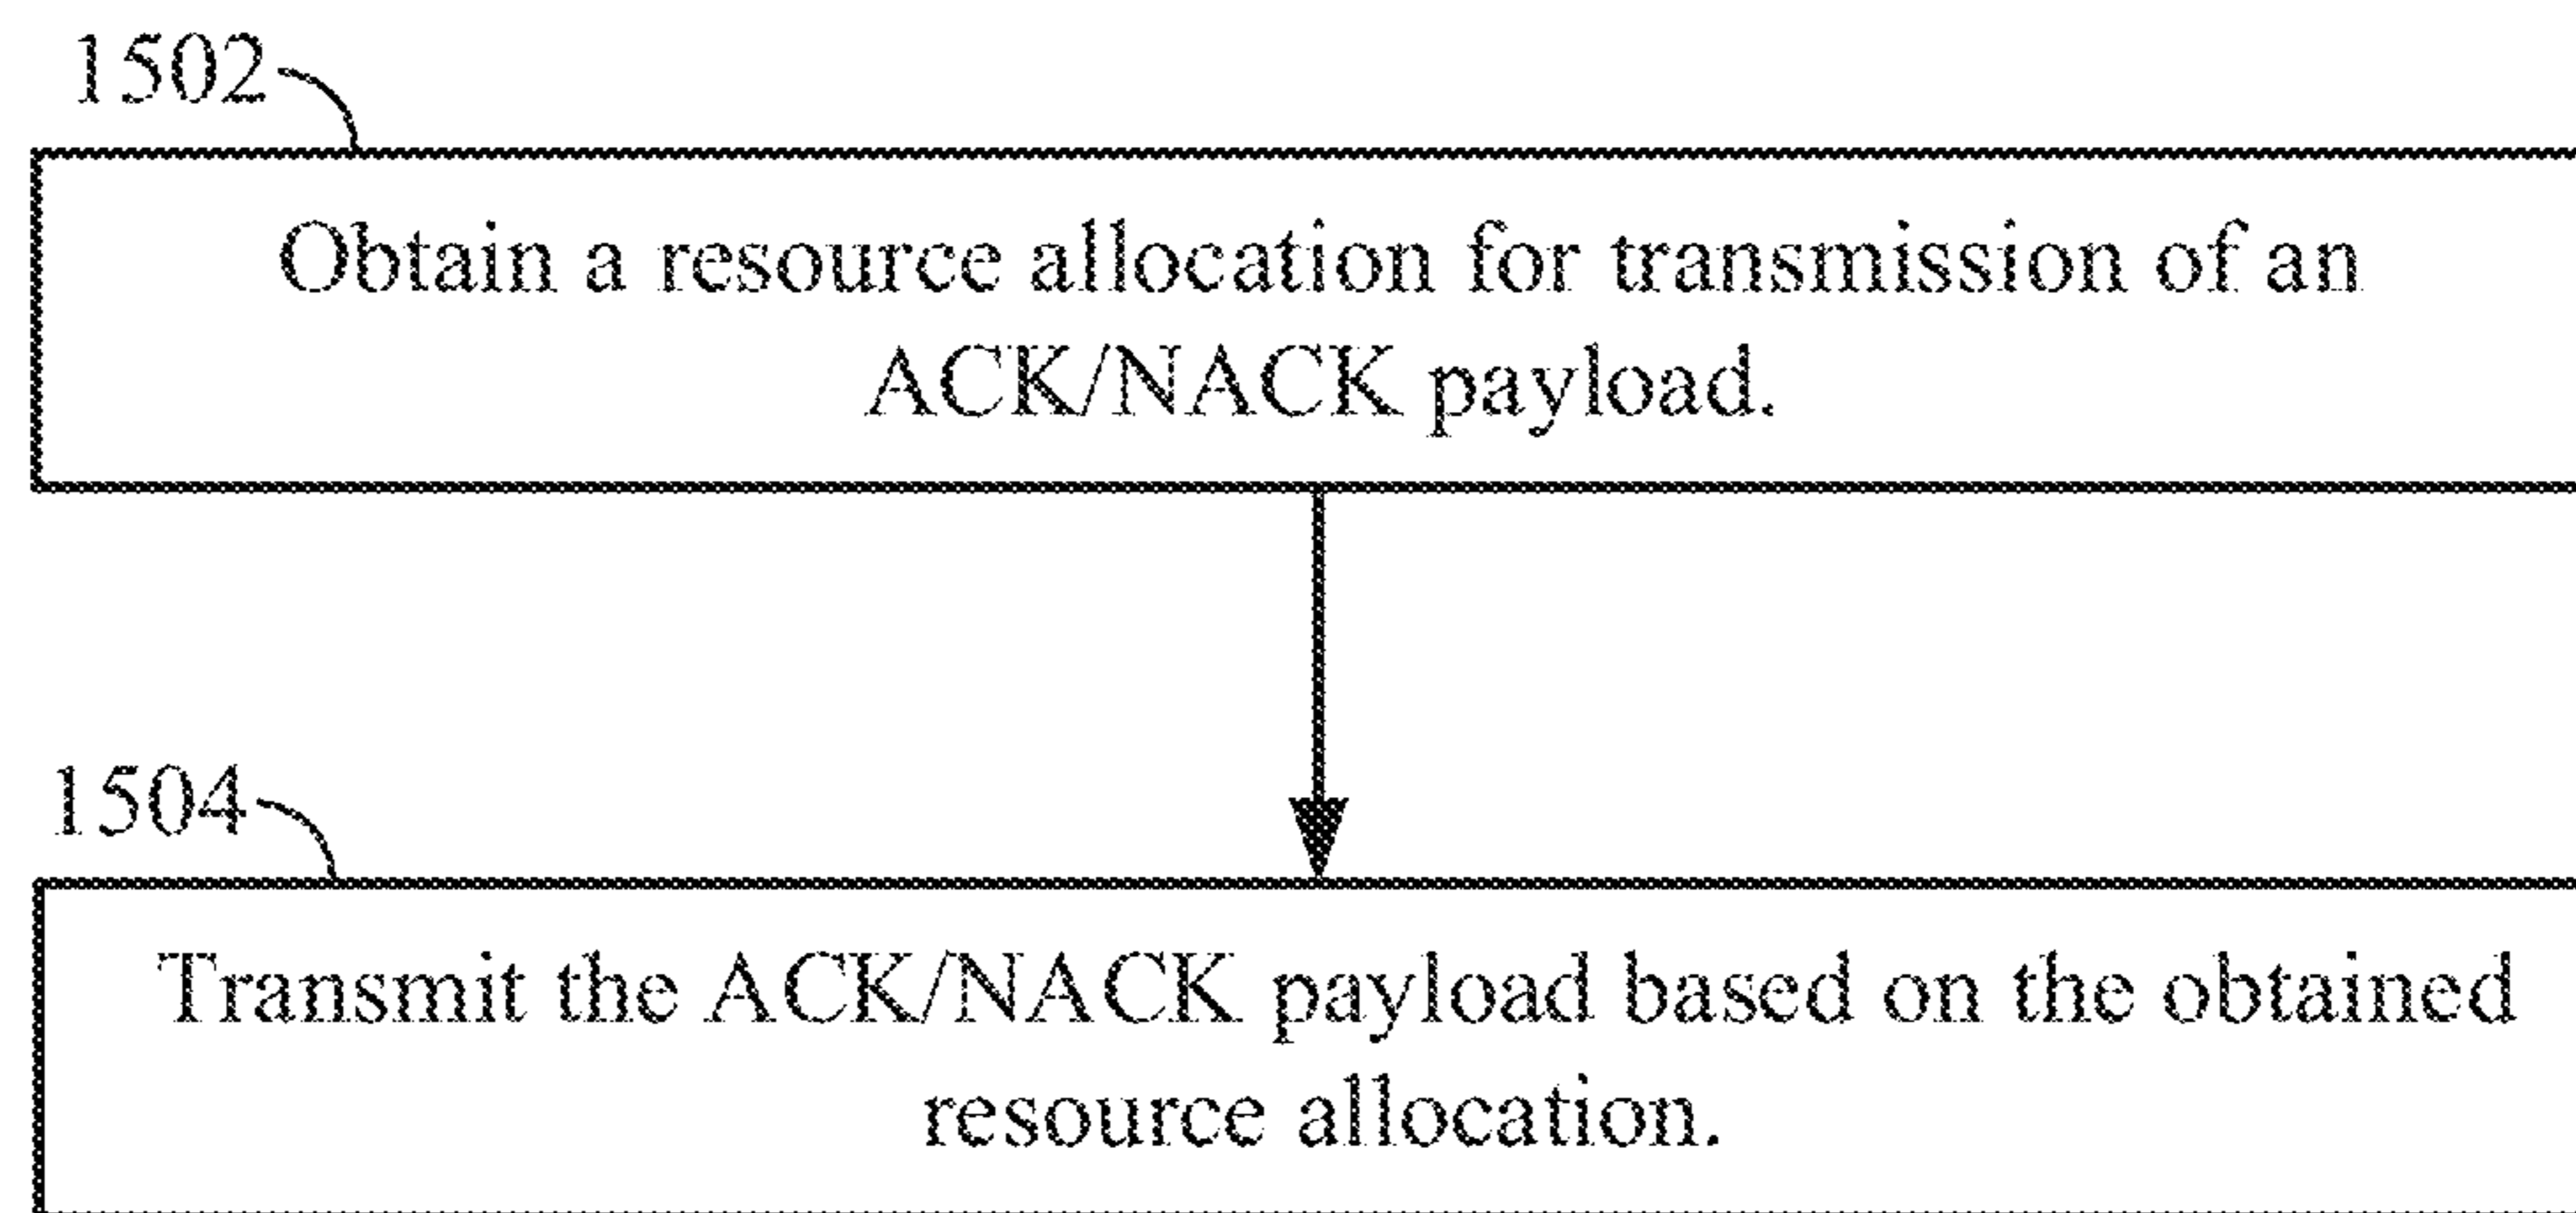 1502
Obtain a resource allocation for transmission of an
ACK/NACK payload.
1504
Transmit the ACK/NACK payload based on the obtained
resource allocation.